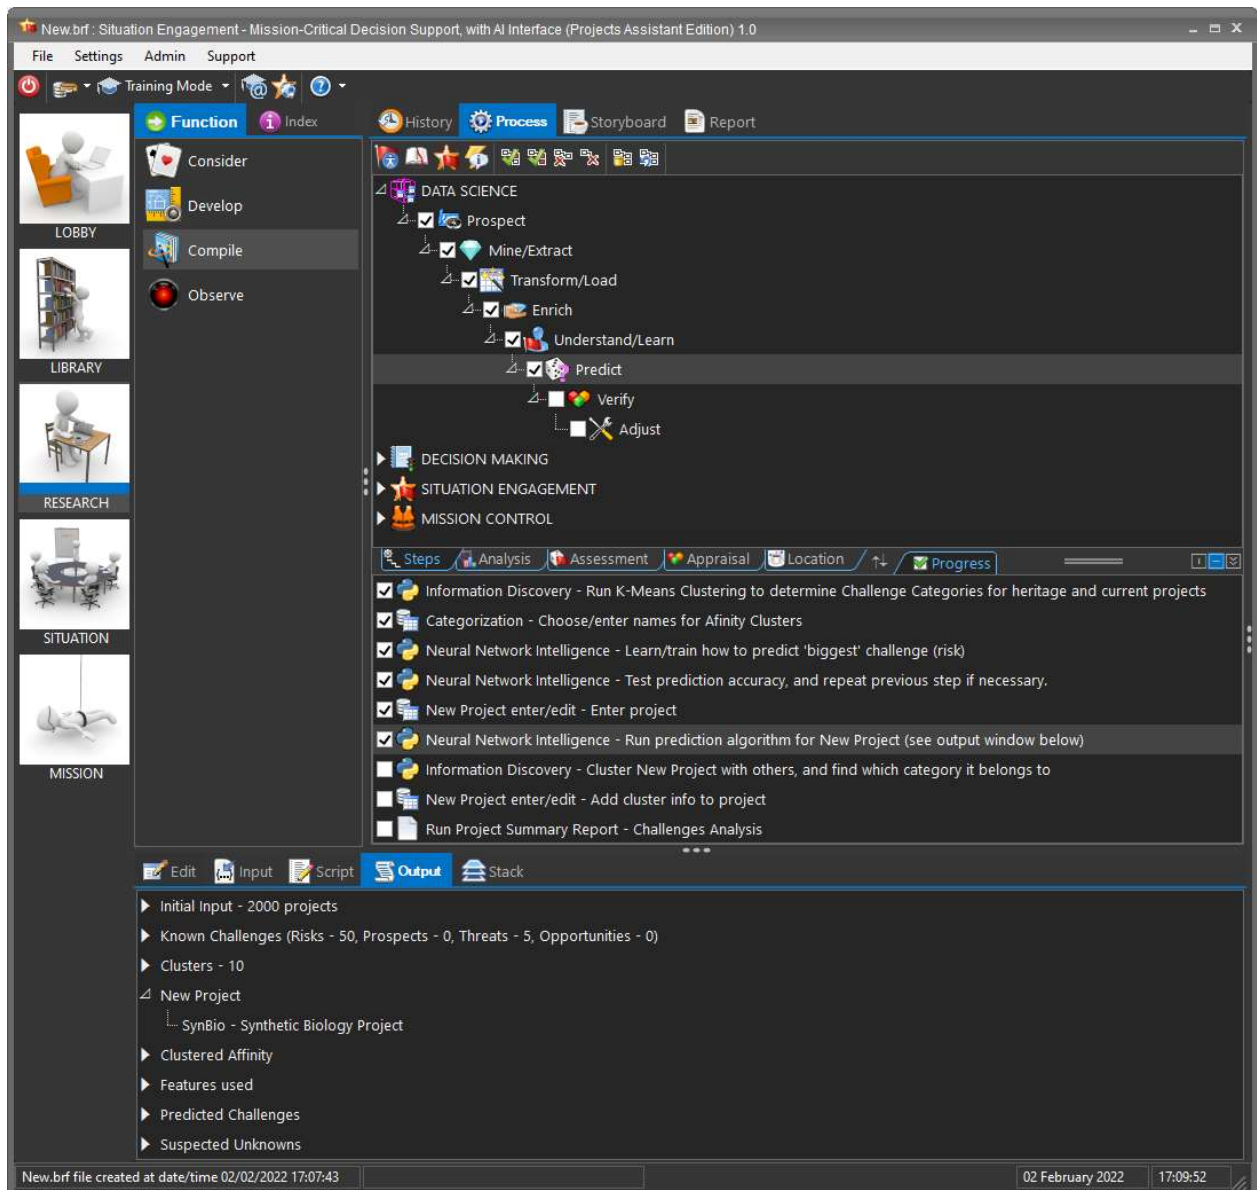 New.brf : Situation Engagement - Mission-Critical Decision Support, with AI Interface (Projects Assistant Edition) 1.0
File Settings Admin Support
Training Mode
Function Index
History Process Storyboard Report
LOBBY
LIBRARY
RESEARCH
SITUATION
MISSION
Consider
Develop
Compile
Observe
DATA SCIENCE
Prospect
Mine/Extract
Transform/Load
Enrich
Understand/Learn
Predict
Verify
Adjust
DECISION MAKING
SITUATION ENGAGEMENT
MISSION CONTROL
Steps Analysis Assessment Appraisal Location Progress
Information Discovery - Run K-Means Clustering to determine Challenge Categories for heritage and current projects
Categorization - Choose/enter names for Afinity Clusters
Neural Network Intelligence - Learn/train how to predict 'biggest' challenge (risk)
Neural Network Intelligence - Test prediction accuracy, and repeat previous step if necessary.
New Project enter/edit - Enter project
Neural Network Intelligence - Run prediction algorithm for New Project (see output window below)
Information Discovery - Cluster New Project with others, and find which category it belongs to
New Project enter/edit - Add cluster info to project
Run Project Summary Report - Challenges Analysis
Edit Input Script Output Stack
Initial Input - 2000 projects
Known Challenges (Risks - 50, Prospects - 0, Threats - 5, Opportunities - 0)
Clusters - 10
New Project
SynBio - Synthetic Biology Project
Clustered Affinity
Features used
Predicted Challenges
Suspected Unknowns
New.brf file created at date/time 02/02/2022 17:07:43 02 February 2022 17:09:52